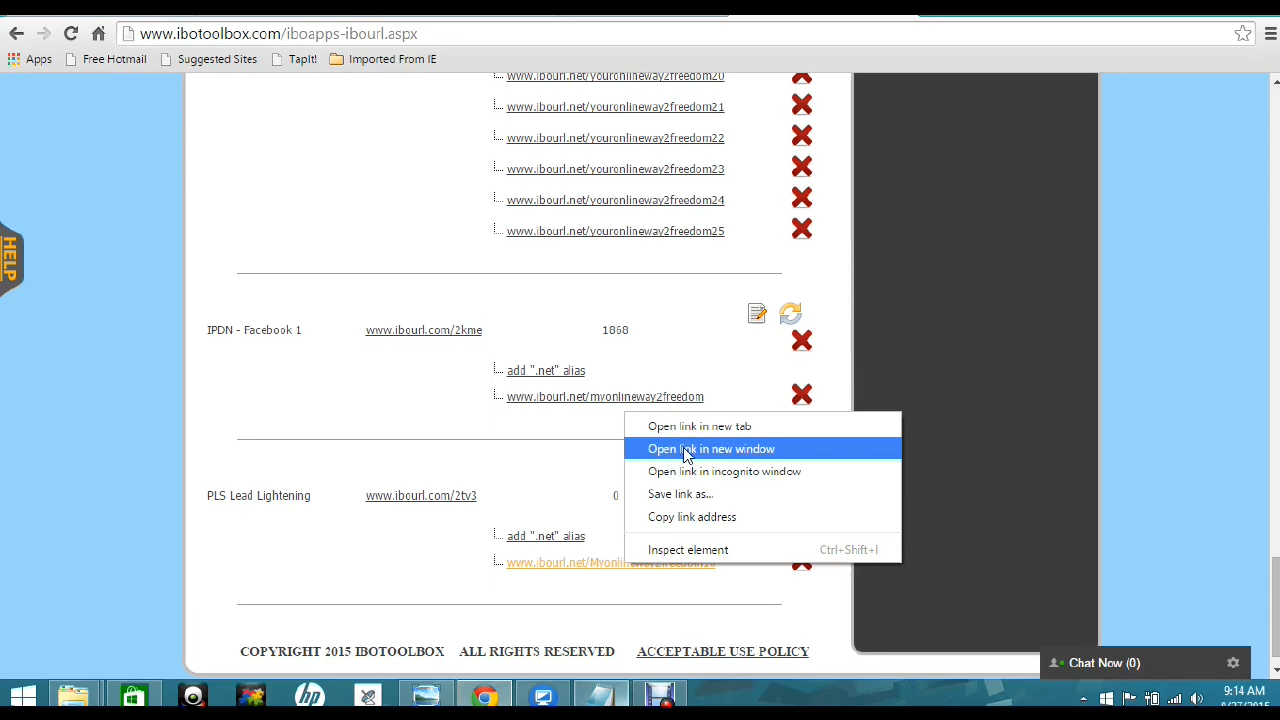 www.ibotoolbox.com/iboapps-ibourl.aspx
Apps Free Hotmail Suggested Sites TapIt! Imported From IE
www.ibourl.net/youronlineway2freedom20
www.ibourl.net/youronlineway2freedom21
www.ibourl.net/youronlineway2freedom22
www.ibourl.net/youronlineway2freedom23
www.ibourl.net/youronlineway2freedom24
www.ibourl.net/youronlineway2freedom25
HELP
IPDN - Facebook 1 www.ibourl.com/2kme 1868
add ".net" alias
www.ibourl.net/myonlineway2freedom
Open link in new tab
Open link in new window
Open link in incognito window
Save link as...
Copy link address
Inspect element Ctrl+Shift+I
PLS Lead Lightening www.ibourl.com/2tv3 0
add ".net" alias
COPYRIGHT 2015 IBOTOOLBOX ALL RIGHTS RESERVED ACCEPTABLE USE POLICY
Chat Now (0)
hp
9:14 AM